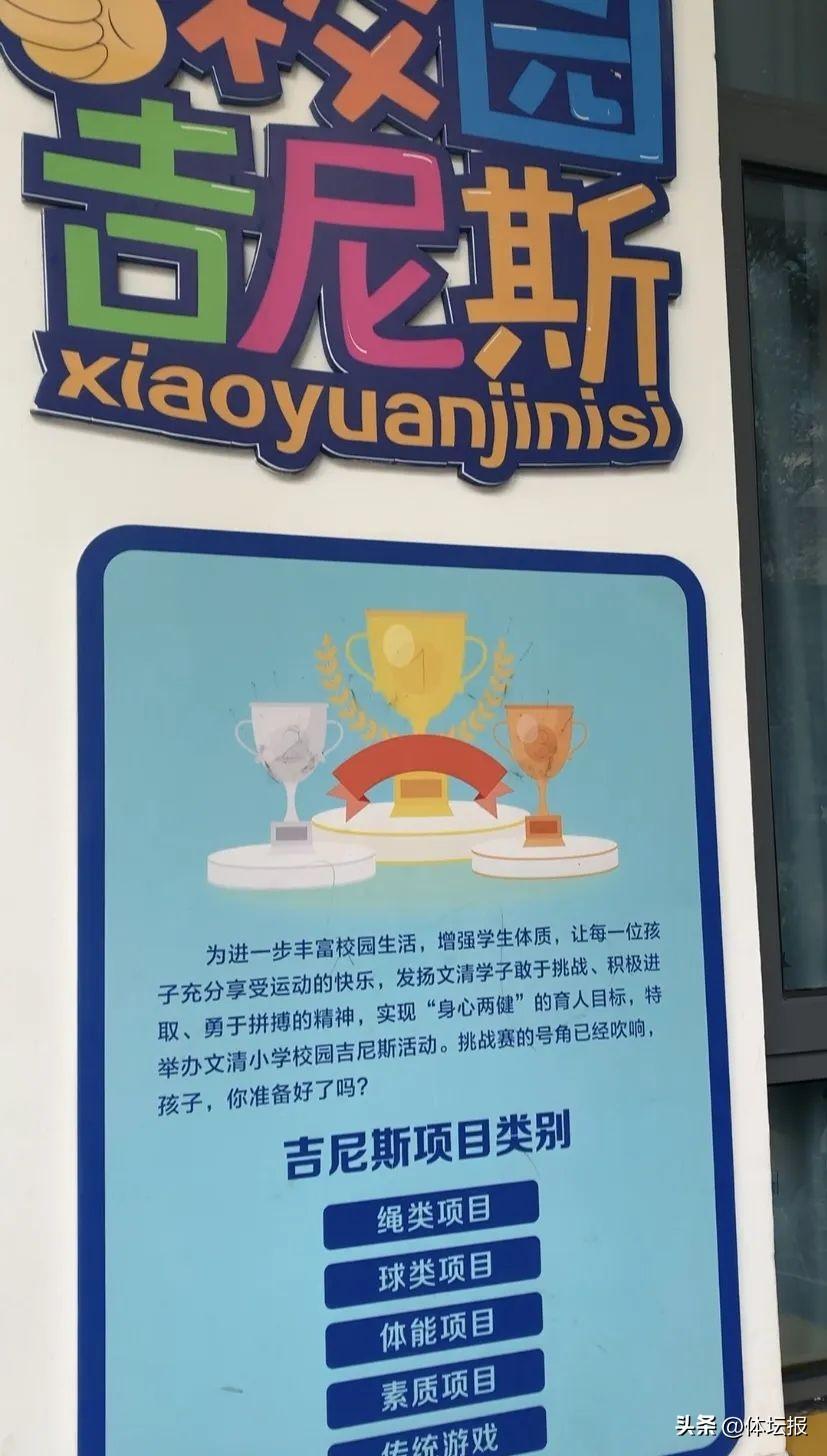 校园
吉尼斯
xiaoyuanjinisi
1
2
为进一步丰富校园生活，增强学生体质，让每一位孩
子充分享受运动的快乐，发扬文清学子敢于挑战、积极进
取、勇于拼搏的精神，实现“身心两健”的育人目标，特
举办文清小学校园吉尼斯活动。挑战赛的号角已经吹响，
孩子，你准备好了吗？
吉尼斯项目类别
绳类项目
球类项目
体能项目
素质项目
传统游戏
头条 @体坛报